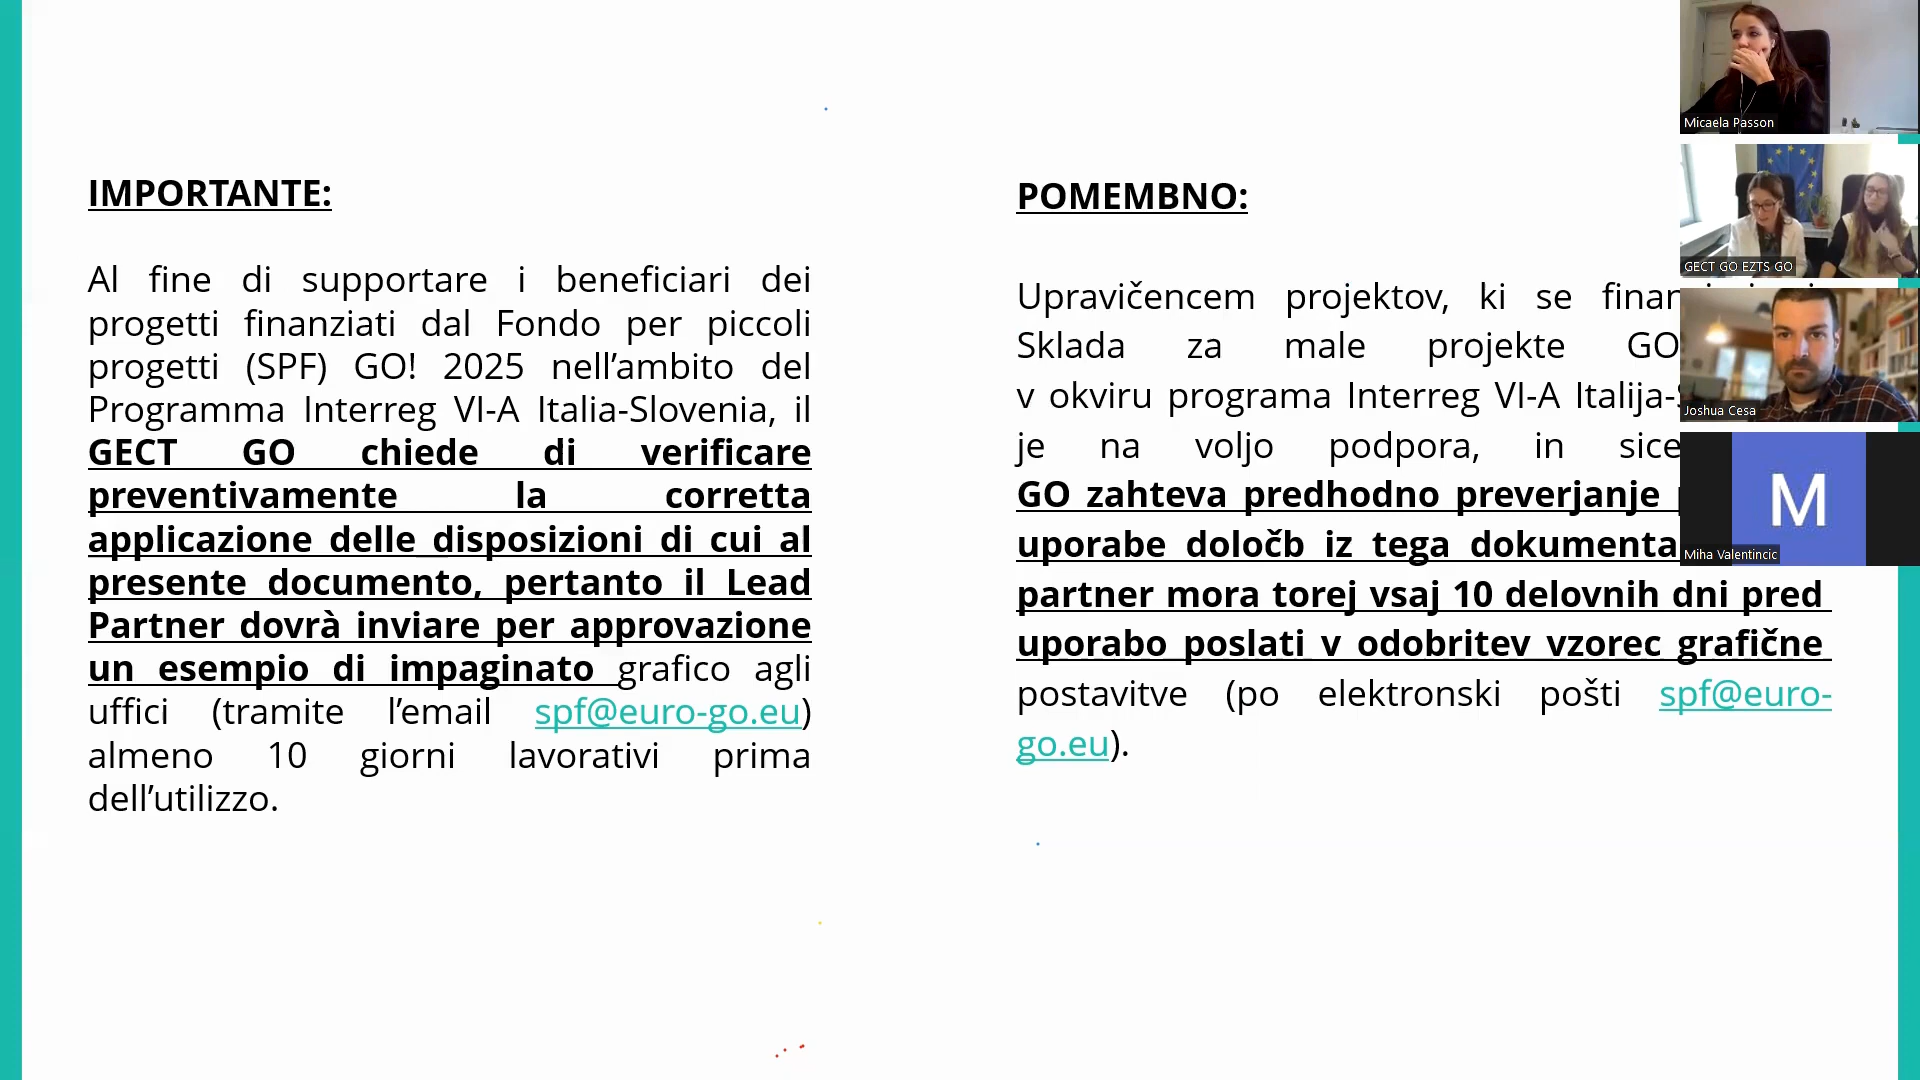 IMPORTANTE:
Al fine di supportare i beneficiari dei
progetti finanziati dal Fondo per piccoli
progetti (SPF) GO! 2025 nell’ambito del
Programma Interreg VI-A Italia-Slovenia, il
GECT GO chiede di verificare
preventivamente la corretta
applicazione delle disposizioni di cui al
presente documento, pertanto il Lead
Partner dovrà inviare per approvazione
un esempio di impaginato grafico agli
uffici (tramite l’email spf@euro-go.eu)
almeno 10 giorni lavorativi prima
dell’utilizzo.
POMEMBNO:
Upravičencem projektov, ki se
Sklada za male projekte GO
v okviru programa Interreg VI-A
je na voljo podpora, in
GO zahteva predhodno preverjanje
uporabe določb iz tega dokumenta
partner mora torej vsaj 10 delovnih dni pred
uporabo poslati v odobritev vzorec grafične
postavitve (po elektronski pošti spf@euro-
go.eu).
Micaela Passon
GECT GO EZTS GO
Joshua Cesa
M
Miha Valentincic